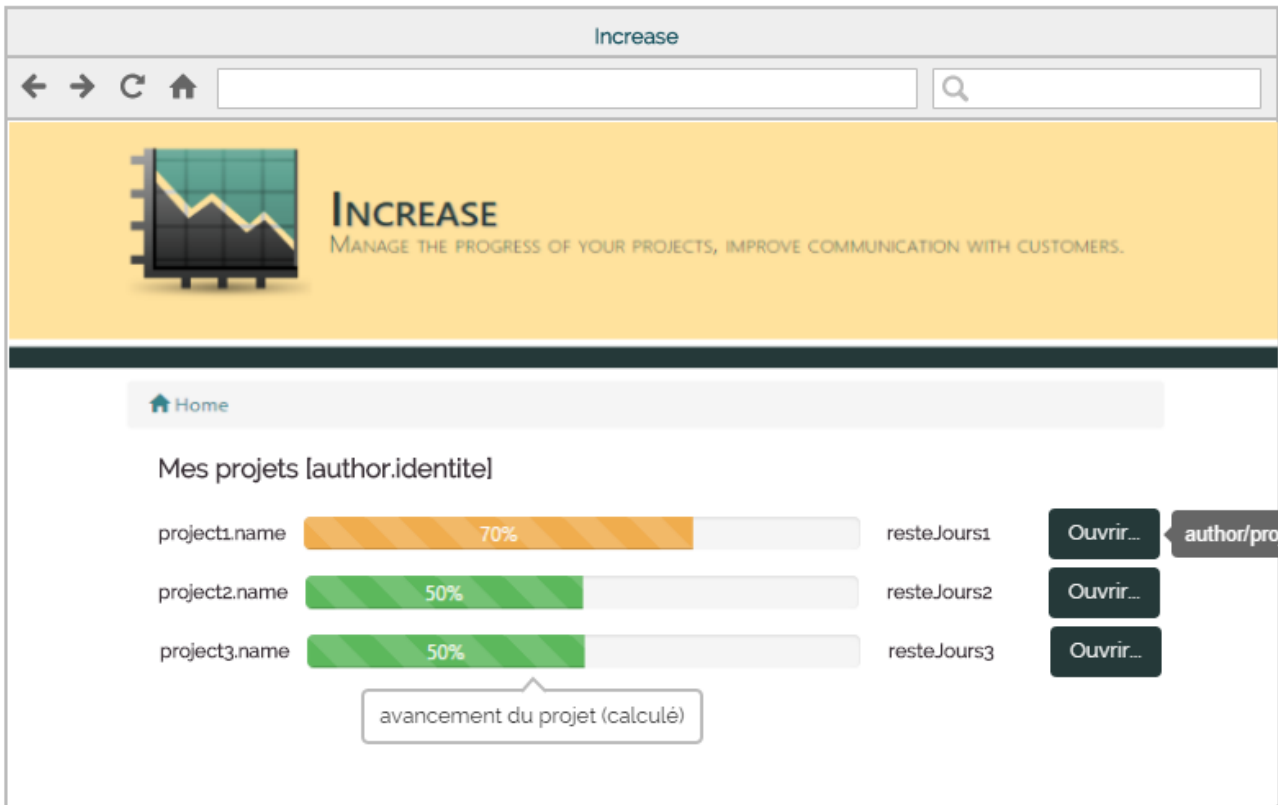 Increase
INCREASE
MANAGE THE PROGRESS OF YOUR PROJECTS, IMPROVE COMMUNICATION WITH CUSTOMERS.
Home
Mes projets [author.identite]
project1.name 70% resteJours1 Ouvrir... author/pro
project2.name 50% resteJours2 Ouvrir...
project3.name 50% resteJours3 Ouvrir...
avancement du projet (calculé)